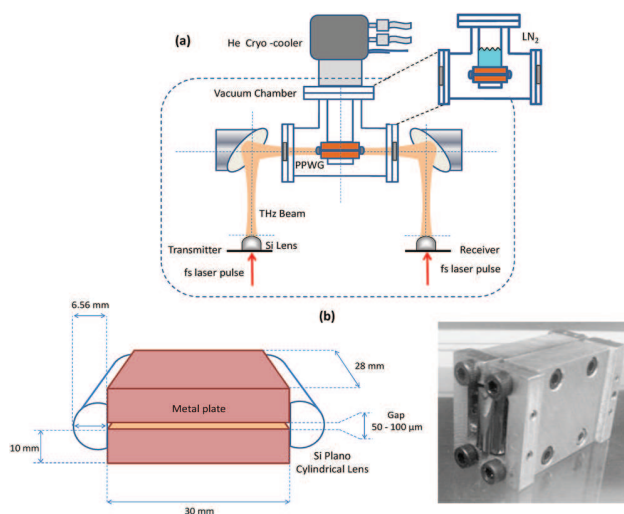 (a)
He Cryo -cooler
LN2
Vacuum Chamber
PPWG
THz Beam
Transmitter
Si Lens
Receiver
fs laser pulse
fs laser pulse
(b)
6.56 mm
28 mm
Metal plate
Gap
50 - 100 µm
10 mm
Si Plano
Cylindrical Lens
30 mm